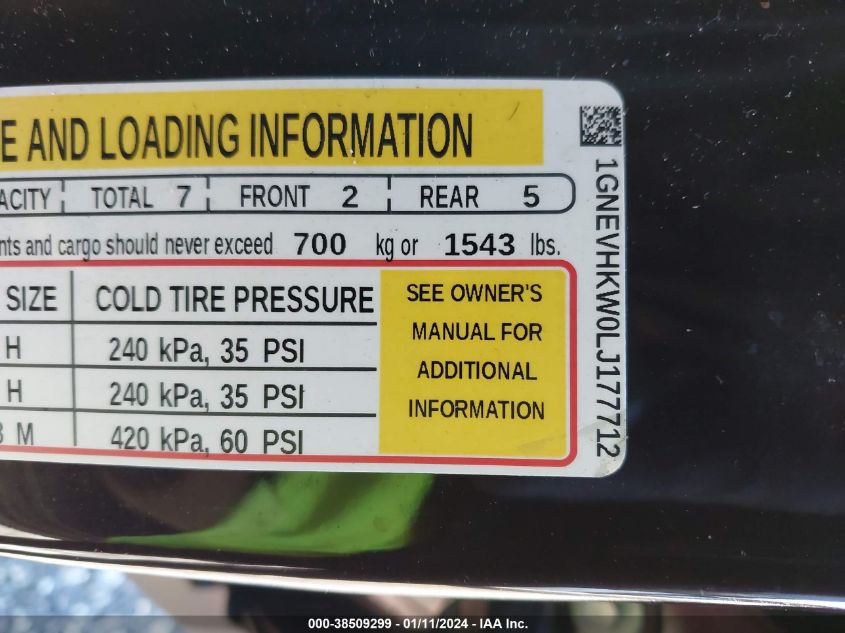 E AND LOADING INFORMATION
ACITY TOTAL 7 FRONT 2 REAR 5
nts and cargo should never exceed 700 kg or 1543 lbs.
SIZE COLD TIRE PRESSURE
H 240 kPa, 35 PSI
H 240 kPa, 35 PSI
M 420 kPa, 60 PSI
SEE OWNER'S
MANUAL FOR
ADDITIONAL
INFORMATION
1GNEVHKW0LJ177712
000-38509299 - 01/11/2024 - IAA Inc.